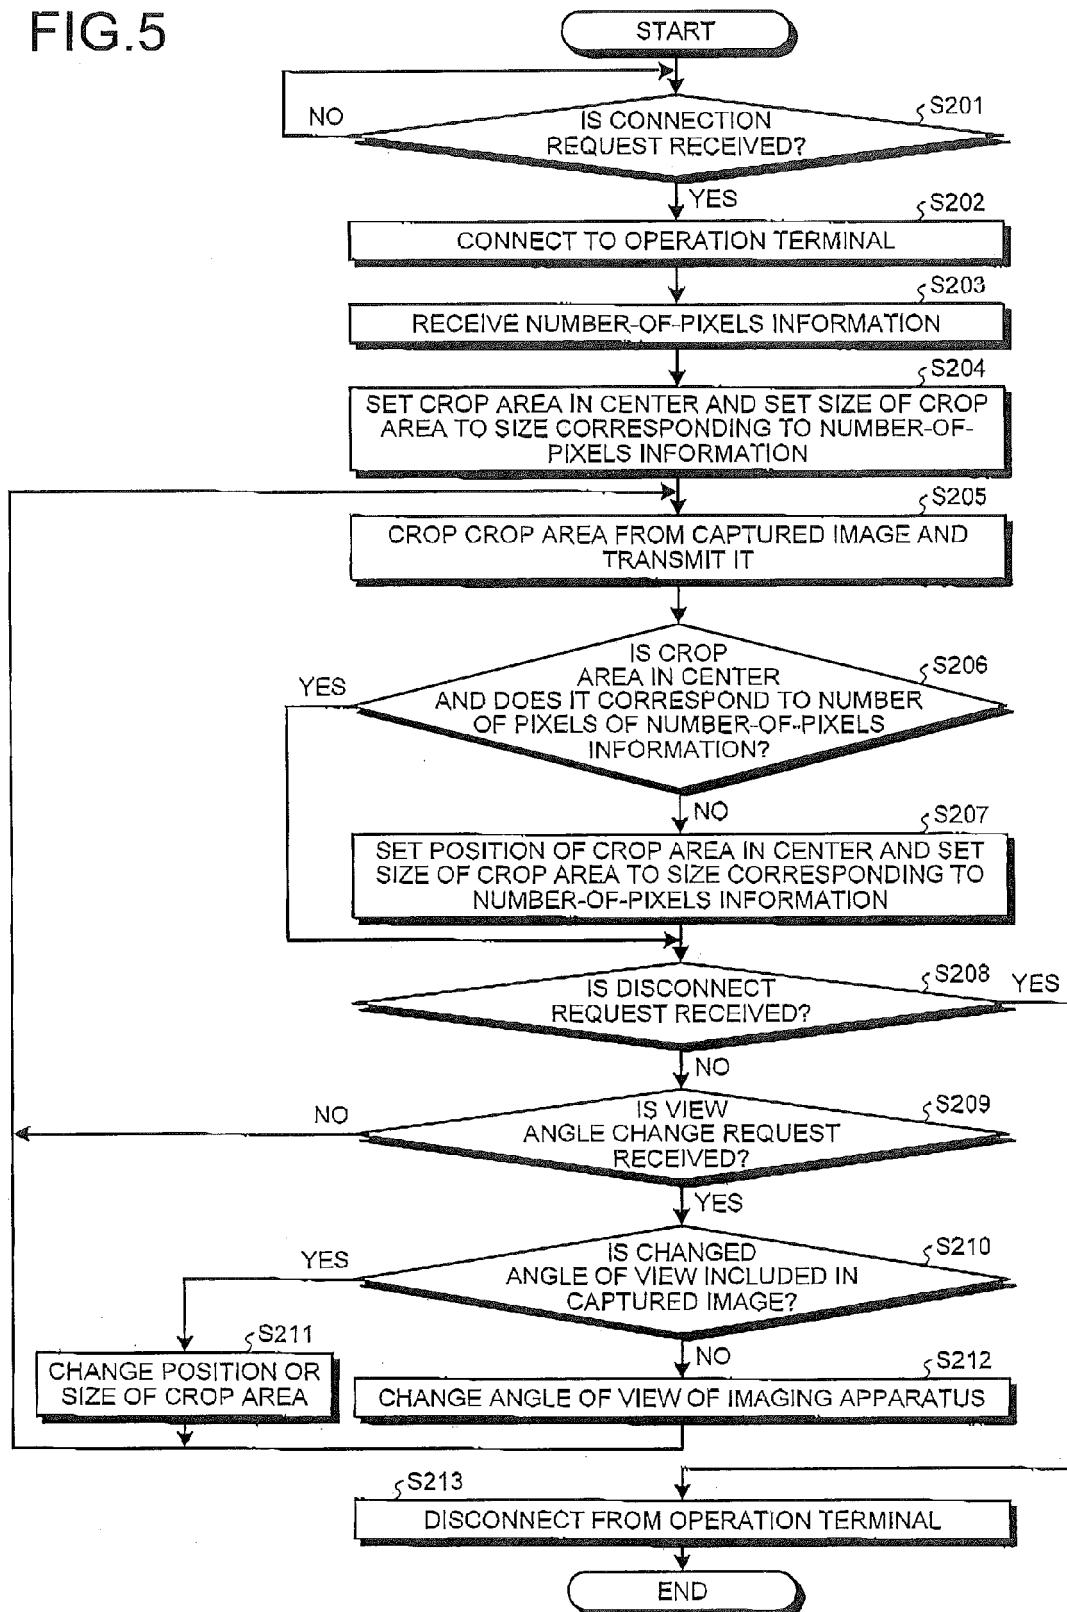 FIG.5
START
S201
NO
IS CONNECTION
REQUEST RECEIVED?
YES
S202
CONNECT TO OPERATION TERMINAL
S203
RECEIVE NUMBER-OF-PIXELS INFORMATION
S204
SET CROP AREA IN CENTER AND SET SIZE OF CROP
AREA TO SIZE CORRESPONDING TO NUMBER-OF-
PIXELS INFORMATION
S205
CROP CROP AREA FROM CAPTURED IMAGE AND
TRANSMIT IT
S206
YES
IS CROP
AREA IN CENTER
AND DOES IT CORRESPOND TO NUMBER
OF PIXELS OF NUMBER-OF-PIXELS
INFORMATION?
NO
S207
SET POSITION OF CROP AREA IN CENTER AND SET
SIZE OF CROP AREA TO SIZE CORRESPONDING TO
NUMBER-OF-PIXELS INFORMATION
S208
YES
IS DISCONNECT
REQUEST RECEIVED?
NO
S209
NO
IS VIEW
ANGLE CHANGE REQUEST
RECEIVED?
YES
S210
YES
IS CHANGED
ANGLE OF VIEW INCLUDED IN
CAPTURED IMAGE?
S211
CHANGE POSITION OR
SIZE OF CROP AREA
NO
S212
CHANGE ANGLE OF VIEW OF IMAGING APPARATUS
S213
DISCONNECT FROM OPERATION TERMINAL
END